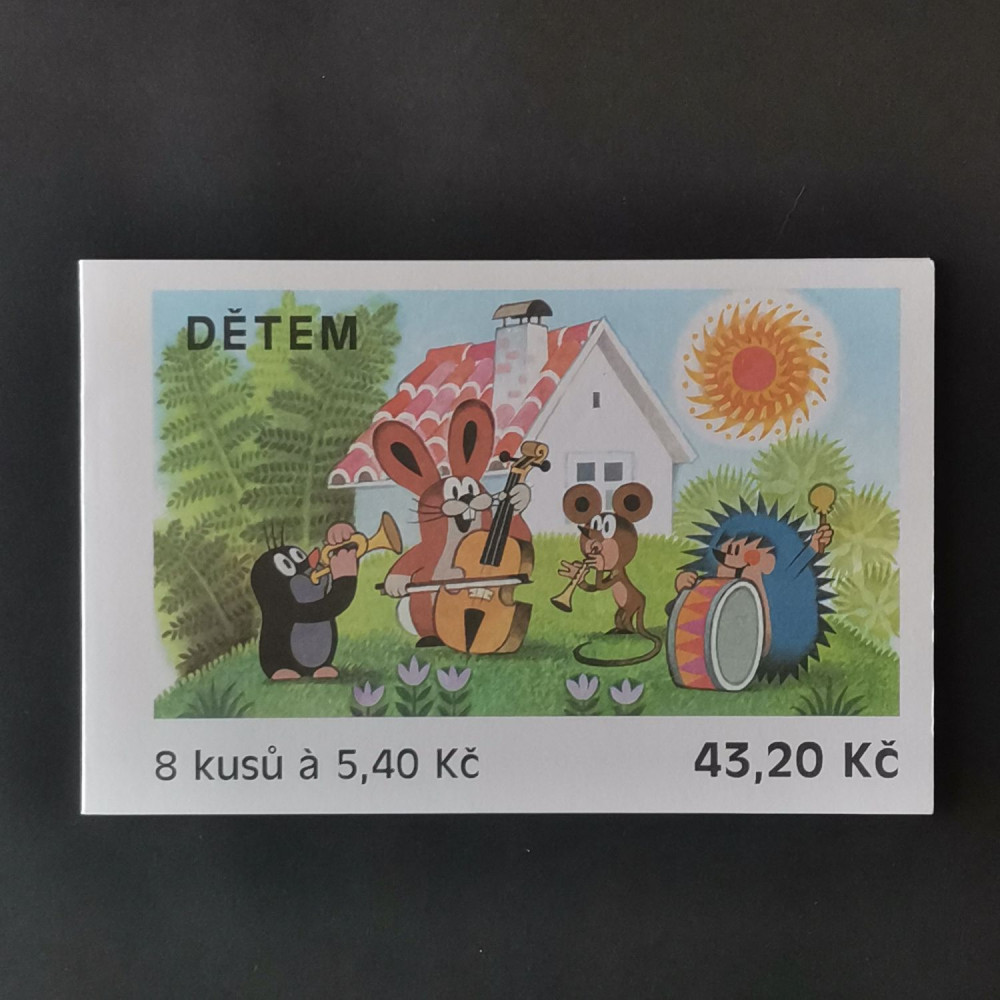 DĚTEM
8 kusů à 5,40 Kč
43,20 Kč